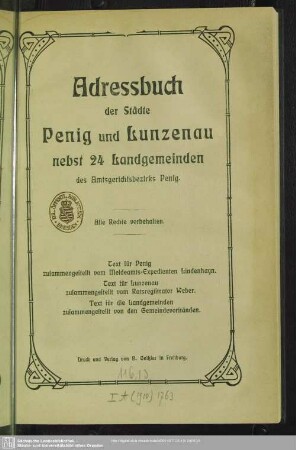 Adressbuch
der Städte
Penig und Lunzenau
nebst 24 Landgemeinden
des Amtsgerichtsbezirks Penig.
Alle Rechte vorbehalten.
Text für Penig
zusammengestellt vom Meldeamts-Expedienten Lindenhayn.
Text für Lunzenau
zusammengestellt vom Ratsregistrator Weber.
Text für die Landgemeinden
zusammengestellt von den Gemeindevorständen.
Druck und Verlag von in Freiberg.
116,13